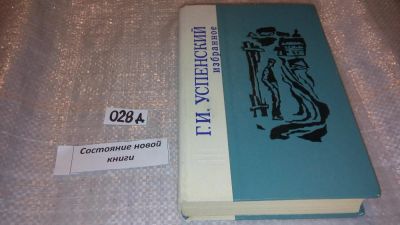 Г.И. УСПЕНСКИЙ
избранное
028д
Состояние новой
книги